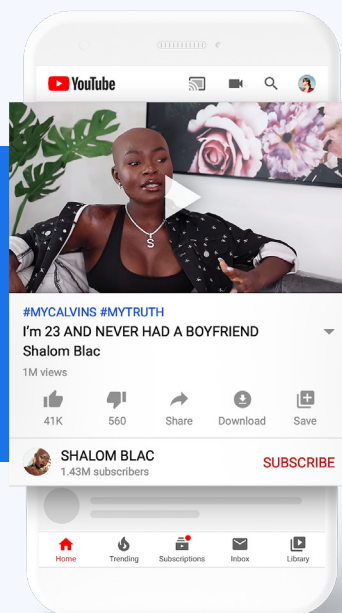 YouTube
S
#MYCALVINS #MYTRUTH
I'm 23 AND NEVER HAD A BOYFRIEND
Shalom Blac
1M views
41K 560 Share Download Save
SHALOM BLAC
1.43M subscribers
SUBSCRIBE
Home Trending Subscriptions Inbox Library